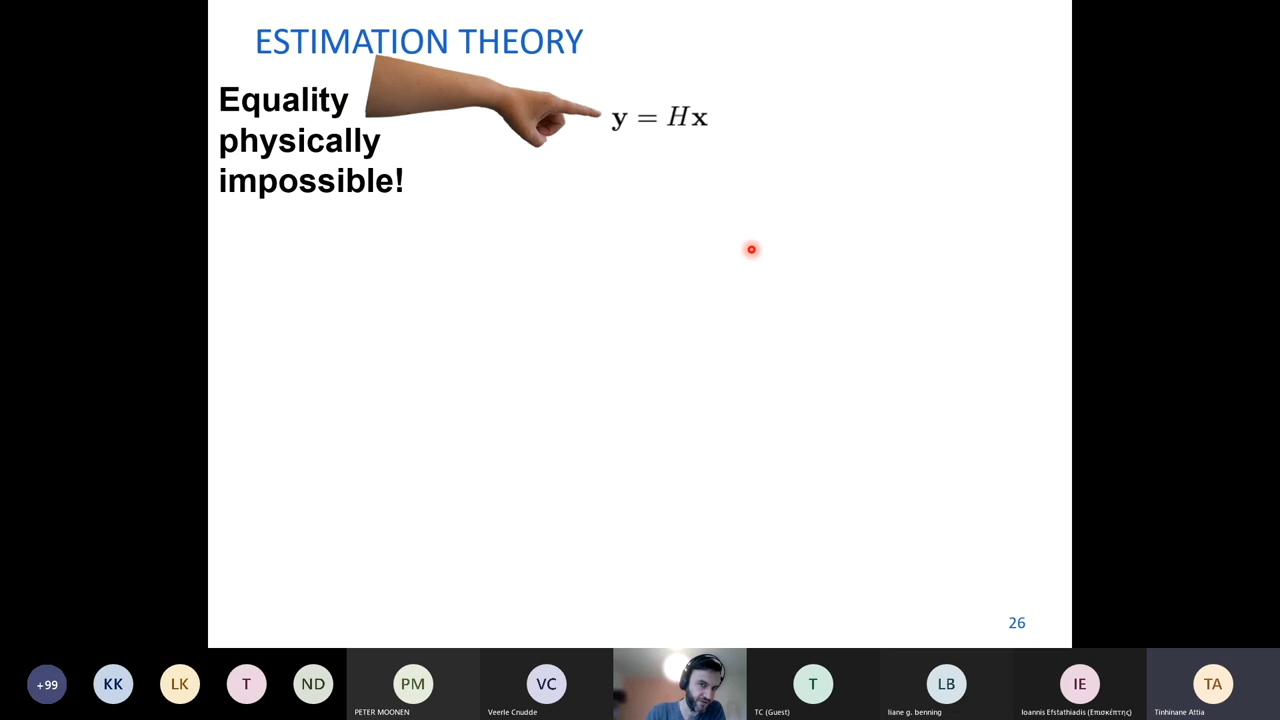 ESTIMATION THEORY
Equality
physically
impossible!
y = Hx
26
+99
KK
LK
T
ND
PM
PETER MOONEN
VC
Veerle Cnudde
T
TC (Guest)
LB
liane g. benning
IE
Ioannis Efstathiadis (Επισκέπτης)
TA
Tinhinane Attia